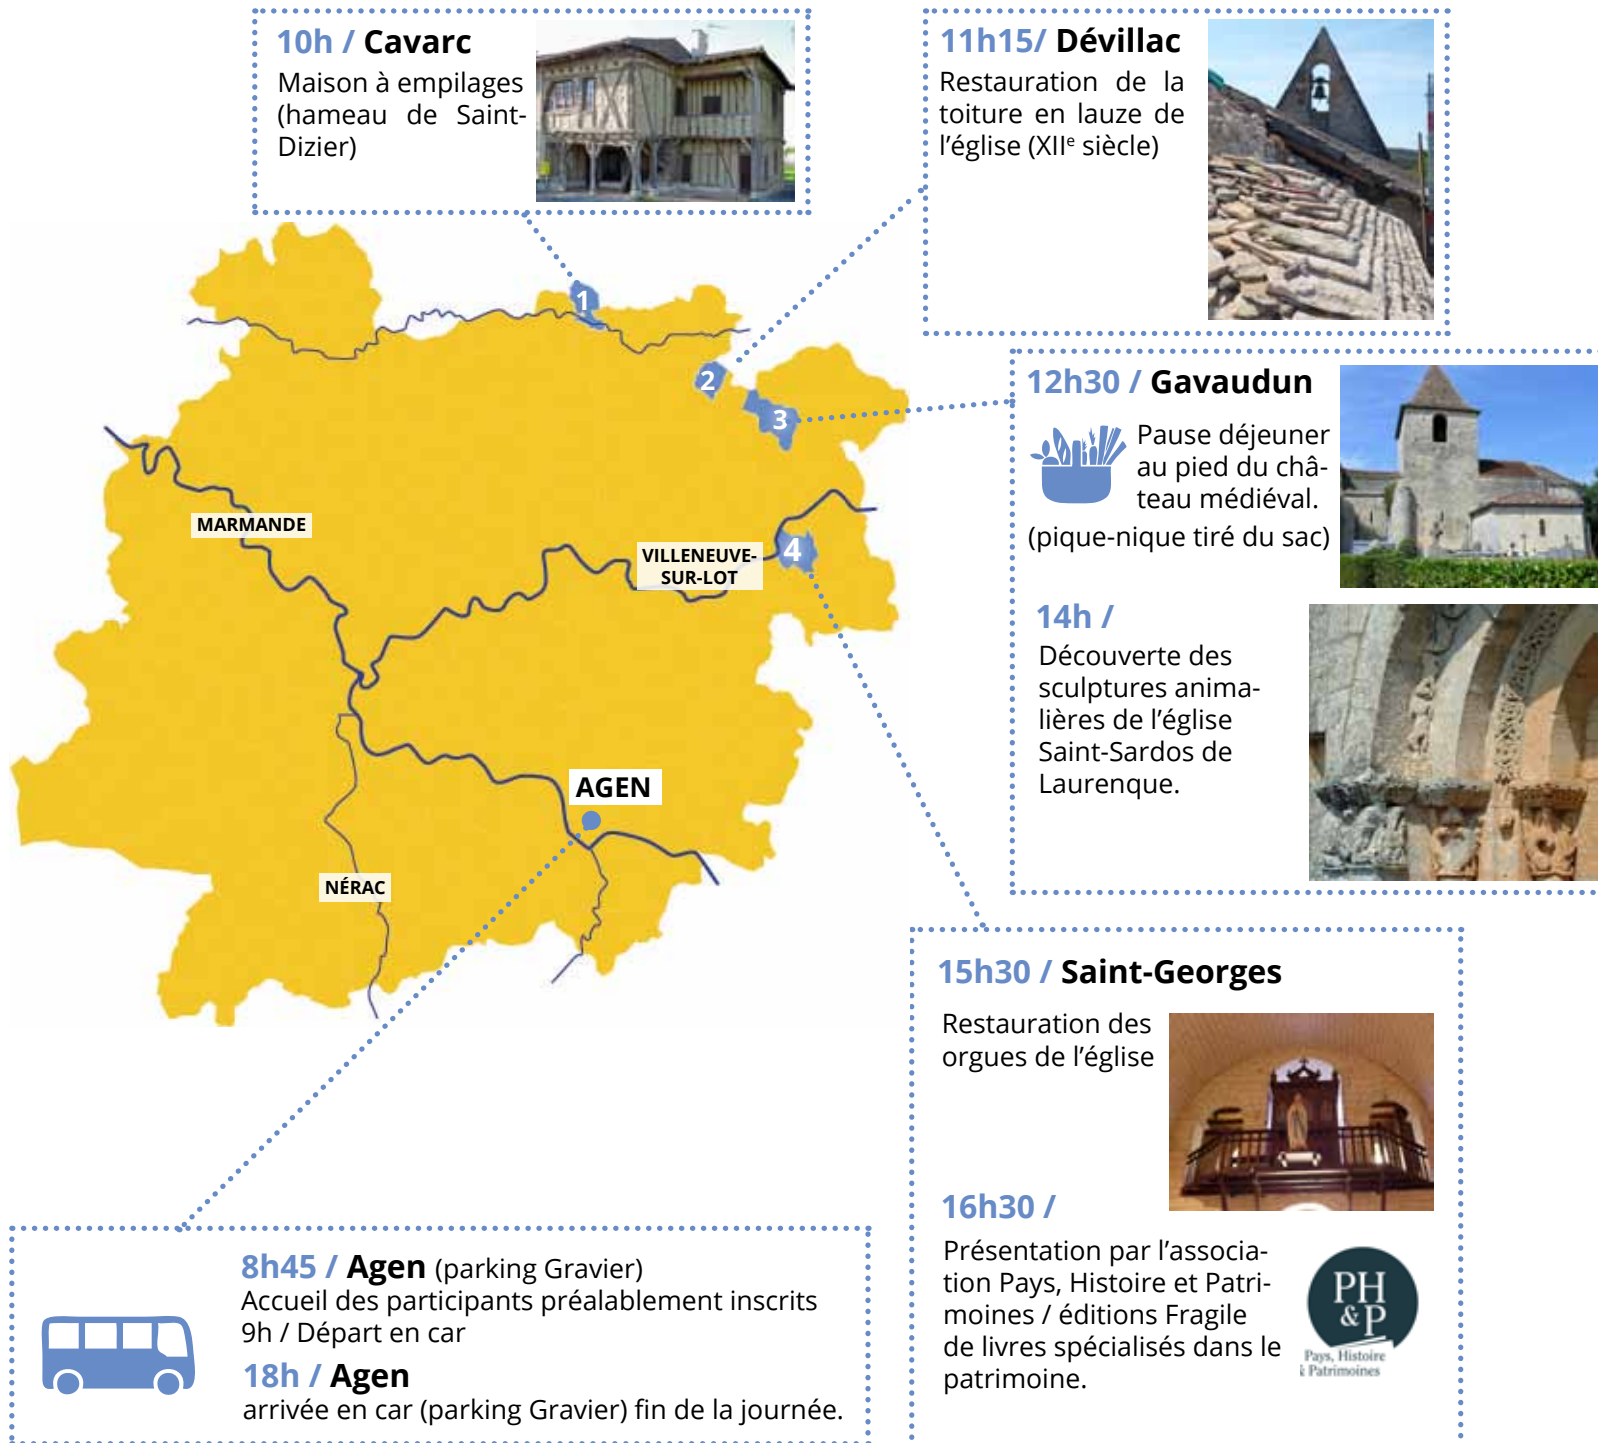 10h / Cavarc
Maison à empilages
(hameau de Saint-
Dizier)
11h15/ Dévillac
Restauration de la
toiture en lauze de
l’église (XIIᵉ siècle)
1
2
3
4
MARMANDE
VILLENEUVE-
SUR-LOT
AGEN
NÉRAC
12h30 / Gavaudun
Pause déjeuner
au pied du châ-
teau médiéval.
(pique-nique tiré du sac)
14h /
Découverte des
sculptures anima-
lières de l’église
Saint-Sardos de
Laurenque.
15h30 / Saint-Georges
Restauration des
orgues de l’église
16h30 /
Présentation par l’associa-
tion Pays, Histoire et Patri-
moines / éditions Fragile
de livres spécialisés dans le
patrimoine.
PH
&P
Pays, Histoire
& Patrimoines
8h45 / Agen (parking Gravier)
Accueil des participants préalablement inscrits
9h / Départ en car
18h / Agen
arrivée en car (parking Gravier) fin de la journée.